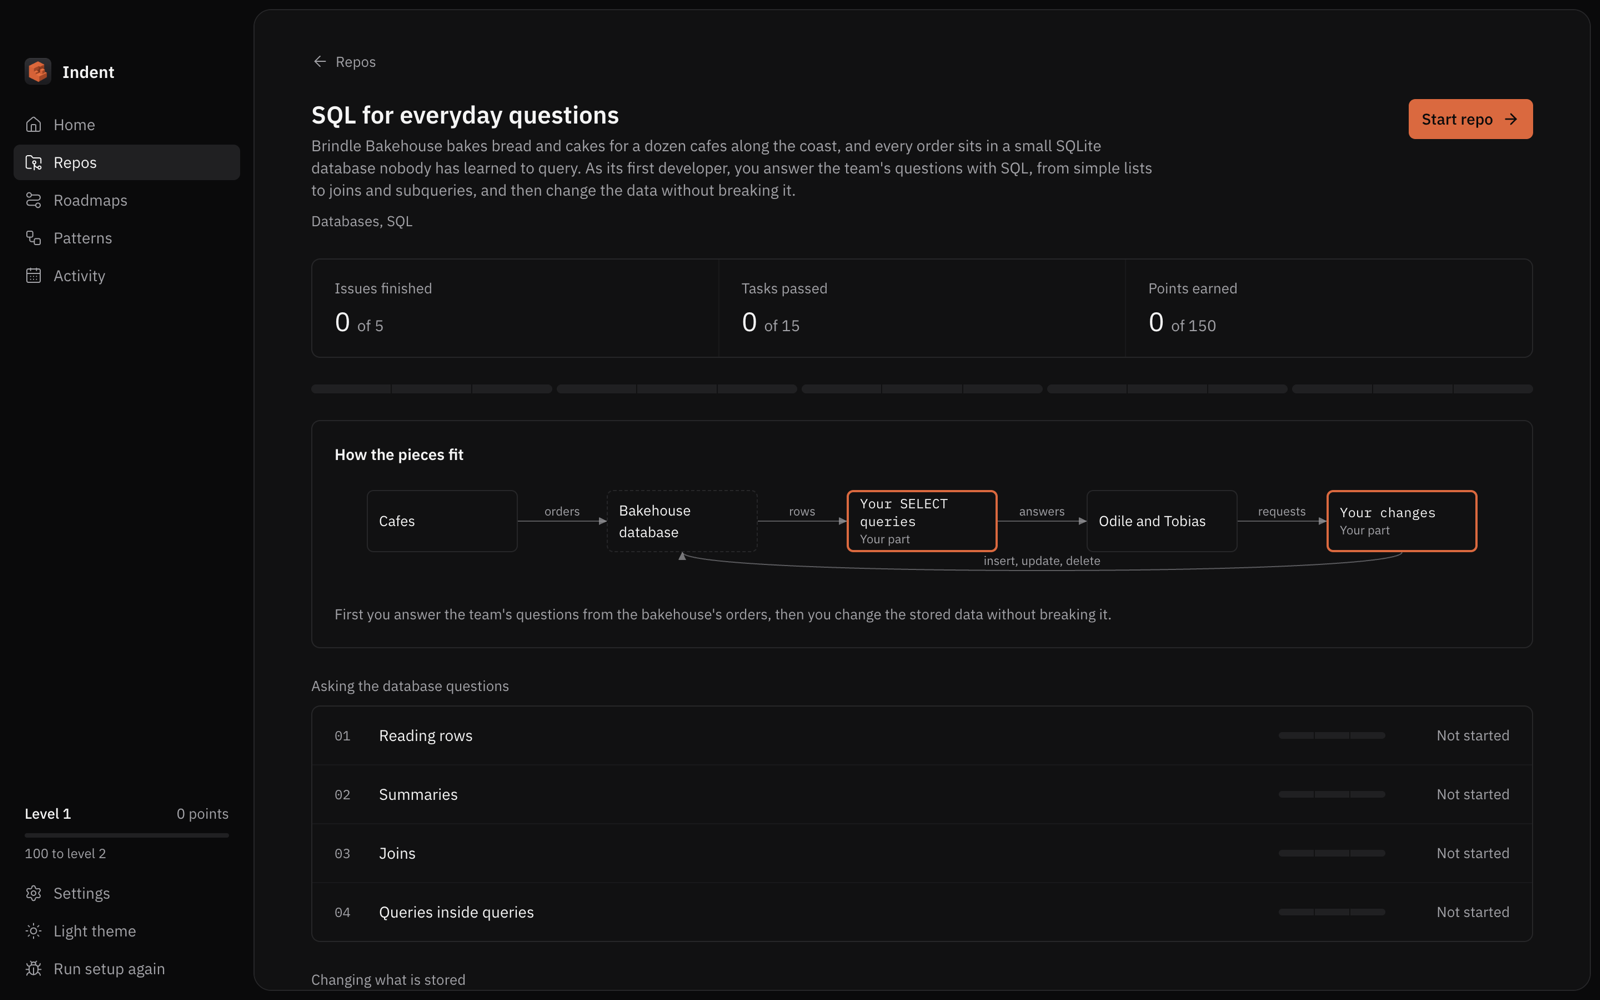 Indent
Home
Repos
Roadmaps
Patterns
Activity
Level 1
0 points
100 to level 2
Settings
Light theme
Run setup again
Repos
SQL for everyday questions
Start repo
Brindle Bakehouse bakes bread and cakes for a dozen cafes along the coast, and every order sits in a small SQLite
database nobody has learned to query. As its first developer, you answer the team's questions with SQL, from simple lists
to joins and subqueries, and then change the data without breaking it.
Databases, SQL
Issues finished
0 of 5
Tasks passed
0 of 15
Points earned
0 of 150
How the pieces fit
Cafes
orders
Bakehouse
database
rows
Your SELECT
queries
Your part
answers
Odile and Tobias
requests
Your changes
Your part
insert, update, delete
First you answer the team's questions from the bakehouse's orders, then you change the stored data without breaking it.
Asking the database questions
01 Reading rows Not started
02 Summaries Not started
03 Joins Not started
04 Queries inside queries Not started
Changing what is stored